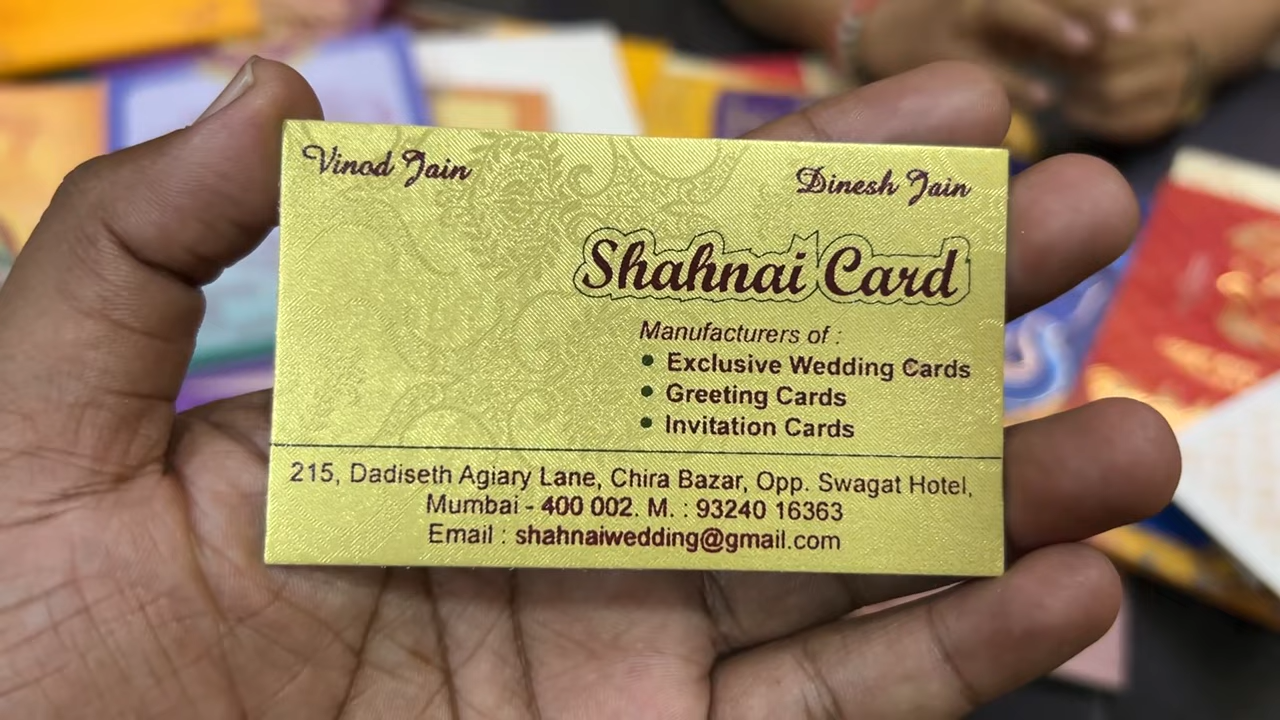 Vinod Jain
Dinesh Jain
Shahnai Card
Manufacturers of :
• Exclusive Wedding Cards
• Greeting Cards
• Invitation Cards
215, Dadiseth Agiary Lane, Chira Bazar, Opp. Swagat Hotel,
Mumbai - 400 002. M. : 93240 16363
Email : shahnaiwedding@gmail.com